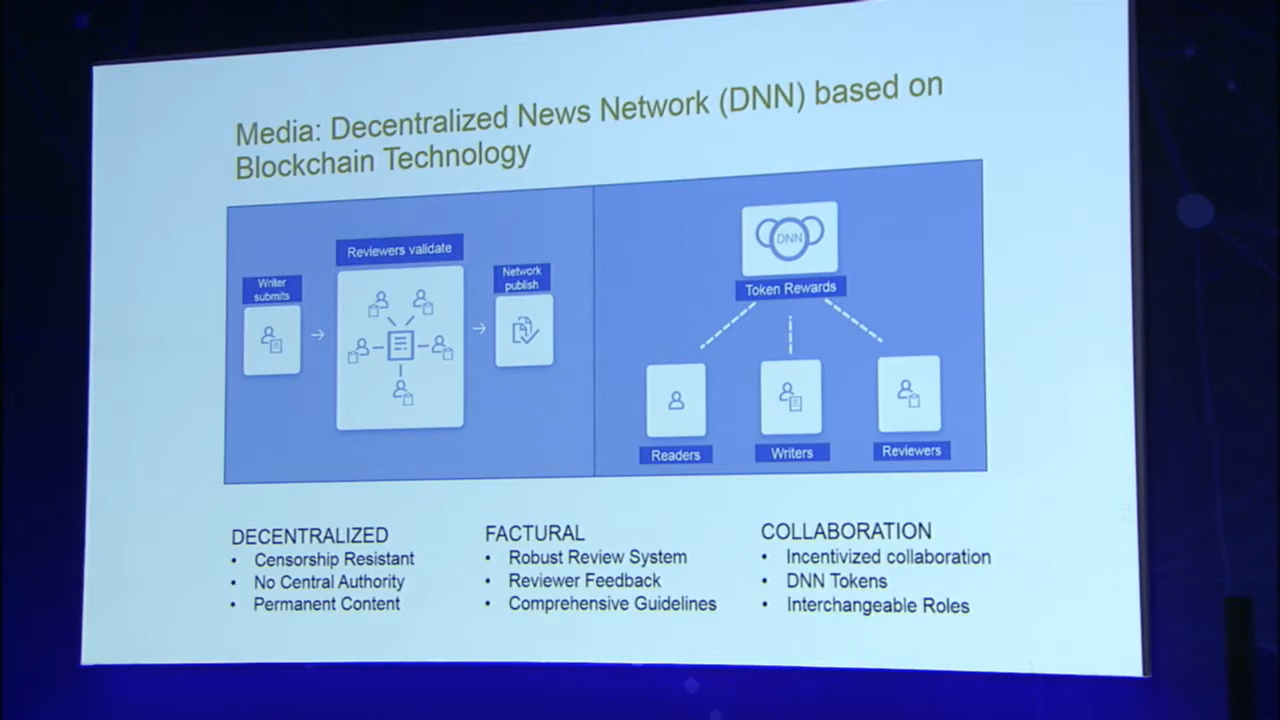 Media: Decentralized News Network (DNN) based on
Blockchain Technology
Writer
submits
Reviewers validate
Network
publish
DNN
Token Rewards
Readers
Writers
Reviewers
DECENTRALIZED
• Censorship Resistant
• No Central Authority
• Permanent Content
FACTURAL
• Robust Review System
• Reviewer Feedback
• Comprehensive Guidelines
COLLABORATION
• Incentivized collaboration
• DNN Tokens
• Interchangeable Roles